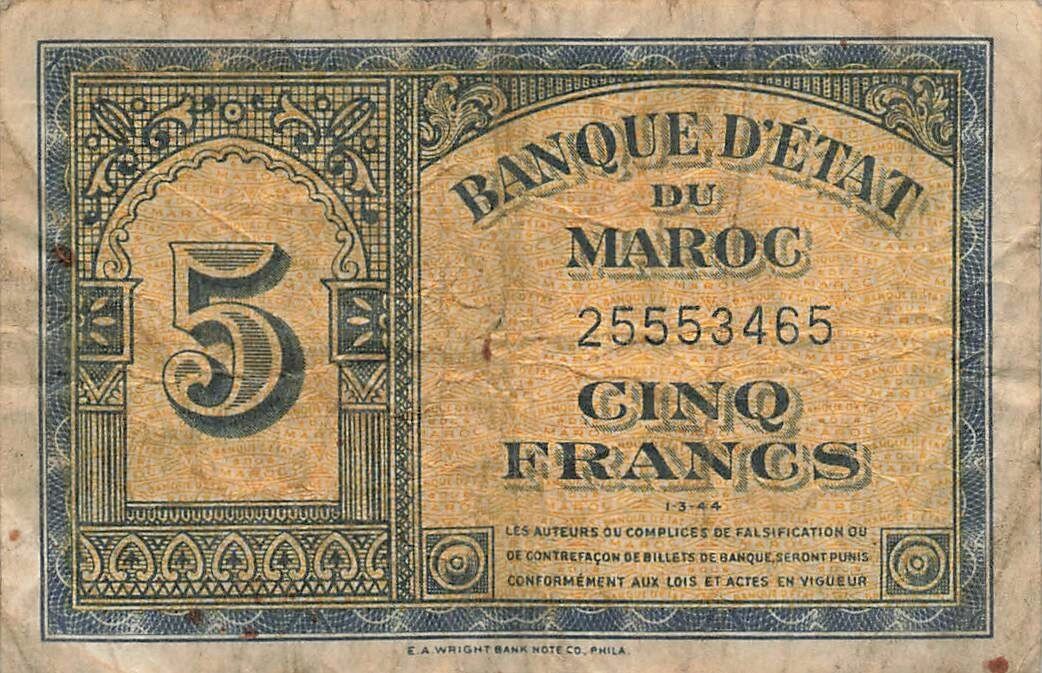 BANQUE D'ÉTAT
DU
MAROC
5
25553465
CINQ
FRANCS
1-3-44
LES AUTEURS OU COMPLICES DE FALSIFICATION OU
DE CONTREFAÇON DE BILLETS DE BANQUE, SERONT PUNIS
CONFORMÉMENT AUX LOIS ET ACTES EN VIGUEUR
E.A. WRIGHT BANK NOTE CO., PHILA.